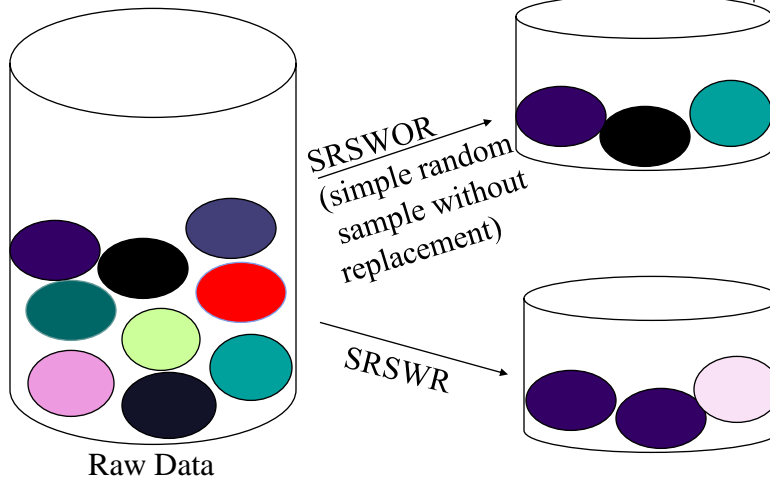 SRSWOR
(simple random
sample without
replacement)
SRSWR
Raw Data